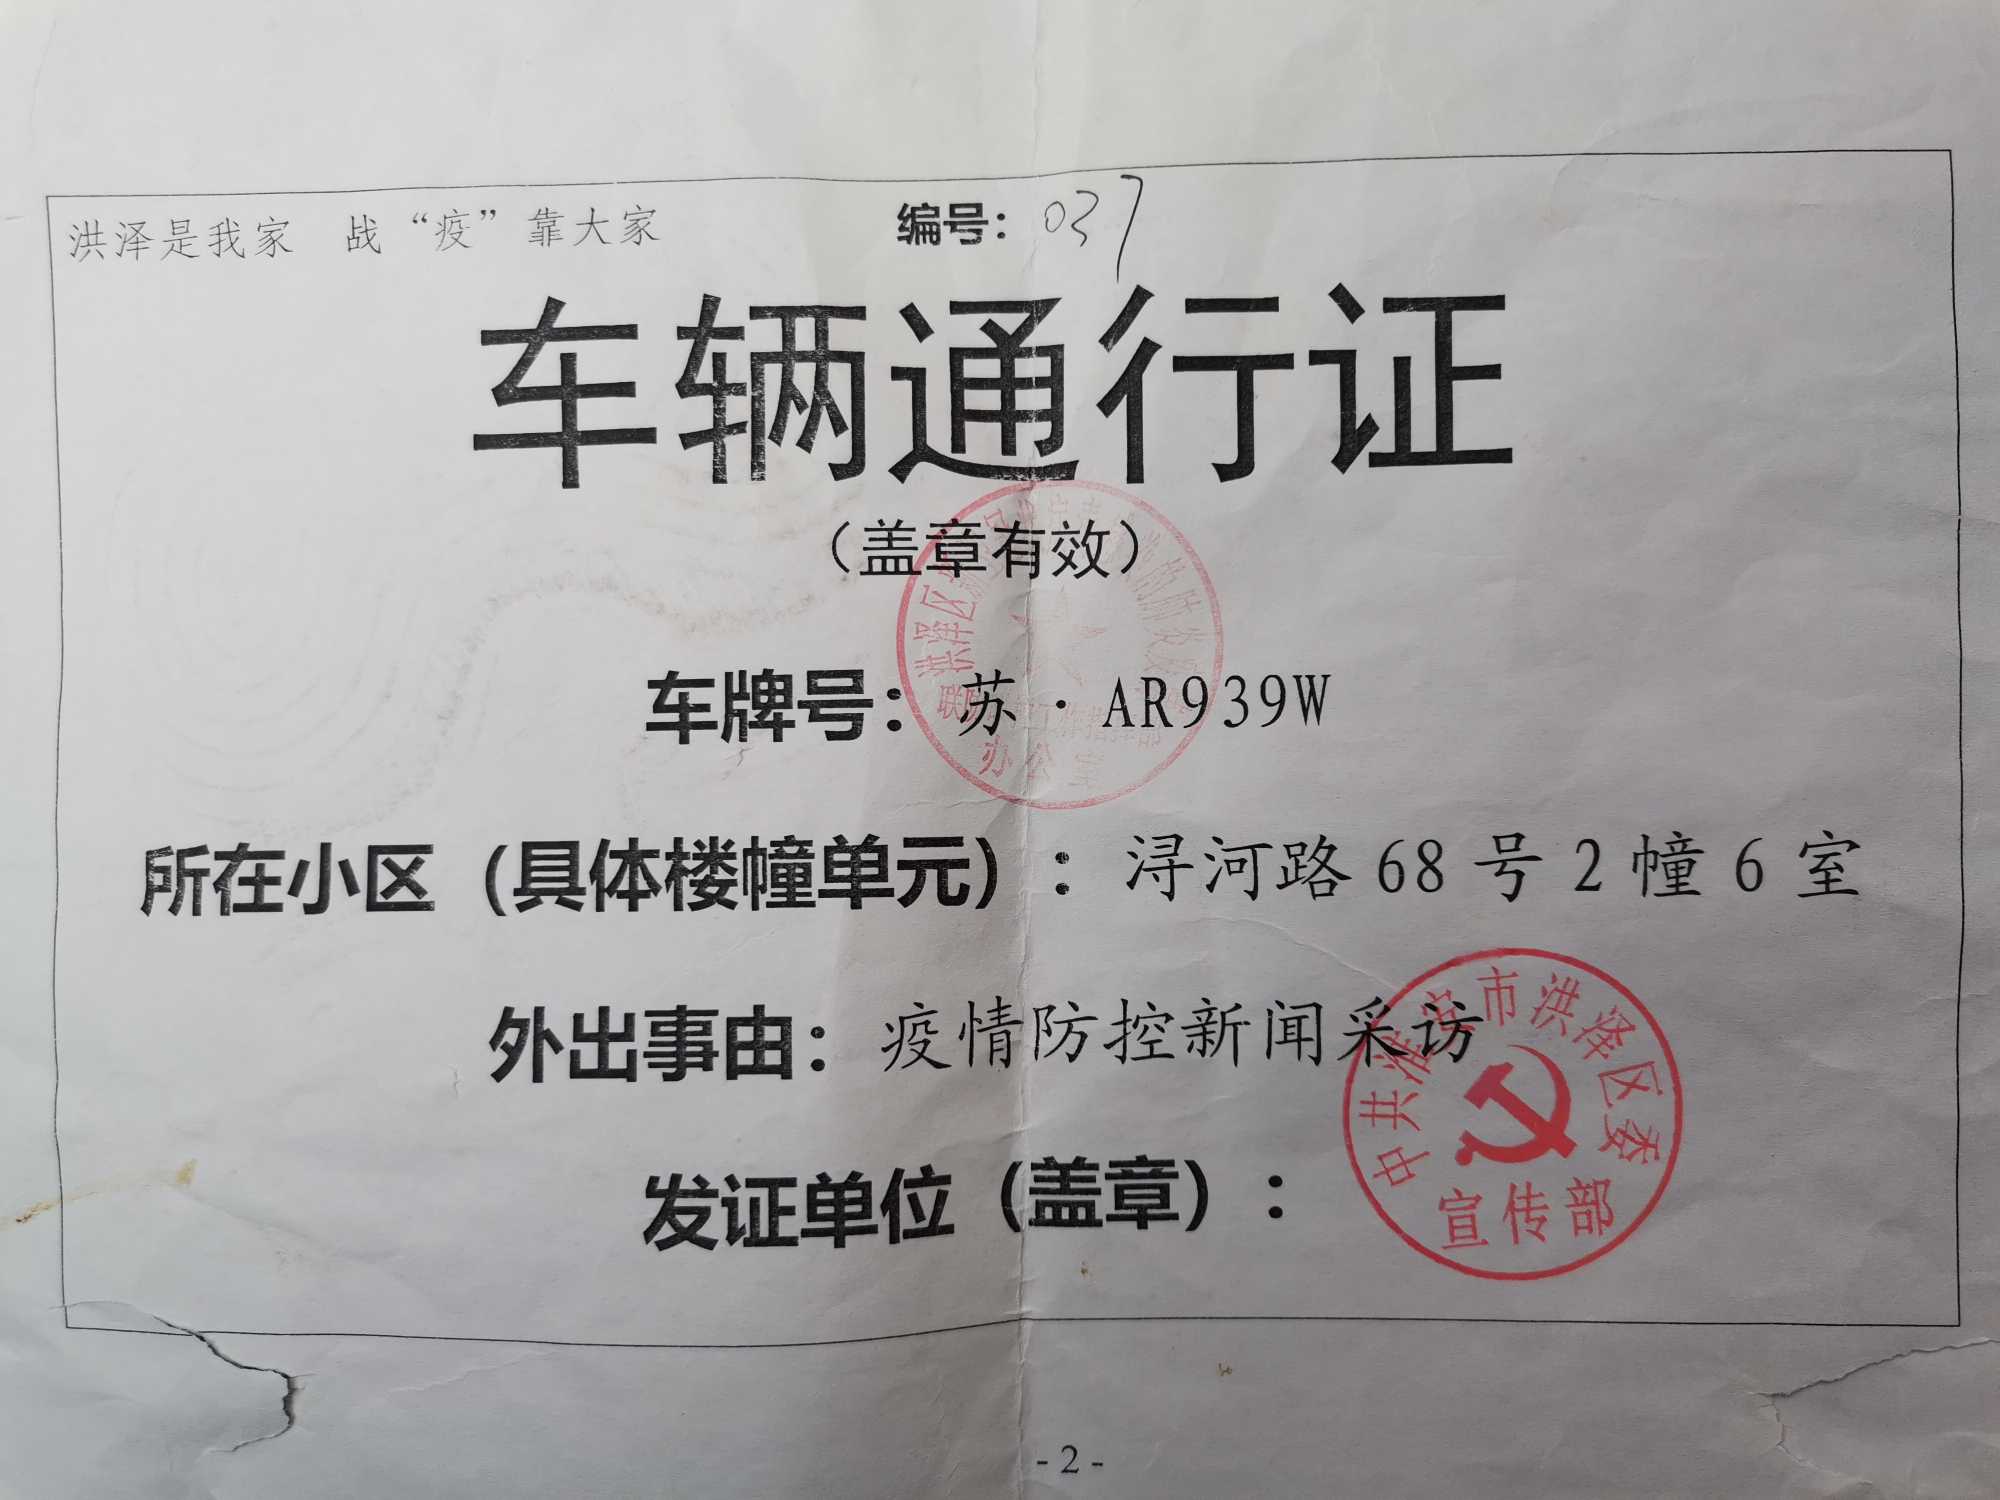 洪泽是我家 战“疫”靠大家 编号：037
车辆通行证
（盖章有效）
车牌号：苏·AR939W
所在小区（具体楼幢单元）：浔河路68号2幢6室
外出事由：疫情防控新闻采访
发证单位（盖章）：
洪泽区
办公室
中共淮安市洪泽区委
宣传部
- 2 -